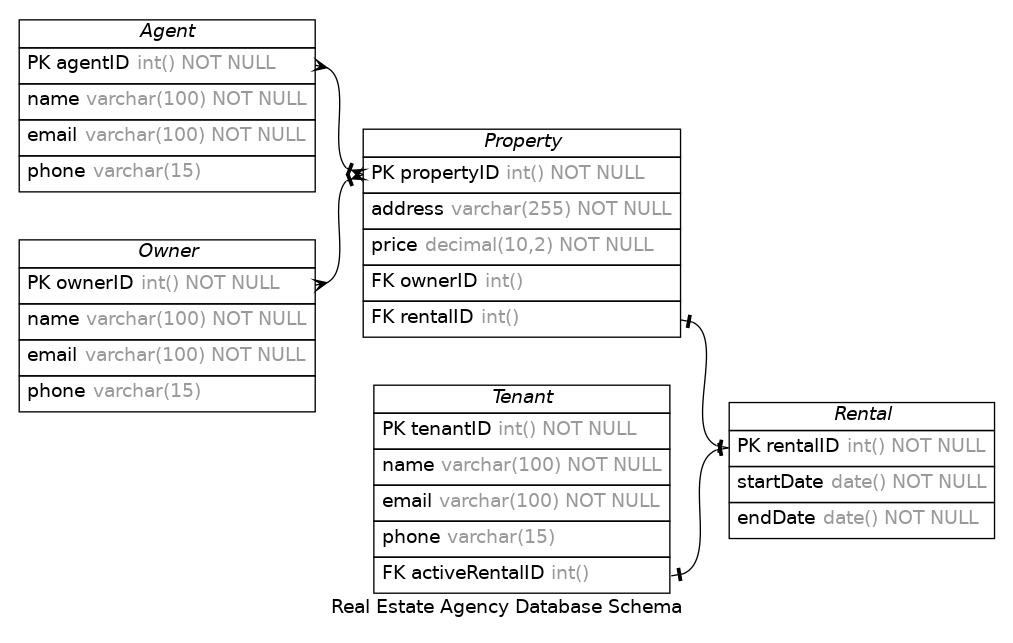 Agent
PK agentID int() NOT NULL
name varchar(100) NOT NULL
email varchar(100) NOT NULL
phone varchar(15)
Owner
PK ownerID int() NOT NULL
name varchar(100) NOT NULL
email varchar(100) NOT NULL
phone varchar(15)
Property
PK propertyID int() NOT NULL
address varchar(255) NOT NULL
price decimal(10,2) NOT NULL
FK ownerID int()
FK rentalID int()
Tenant
PK tenantID int() NOT NULL
name varchar(100) NOT NULL
email varchar(100) NOT NULL
phone varchar(15)
FK activeRentalID int()
Rental
PK rentalID int() NOT NULL
startDate date() NOT NULL
endDate date() NOT NULL
Real Estate Agency Database Schema